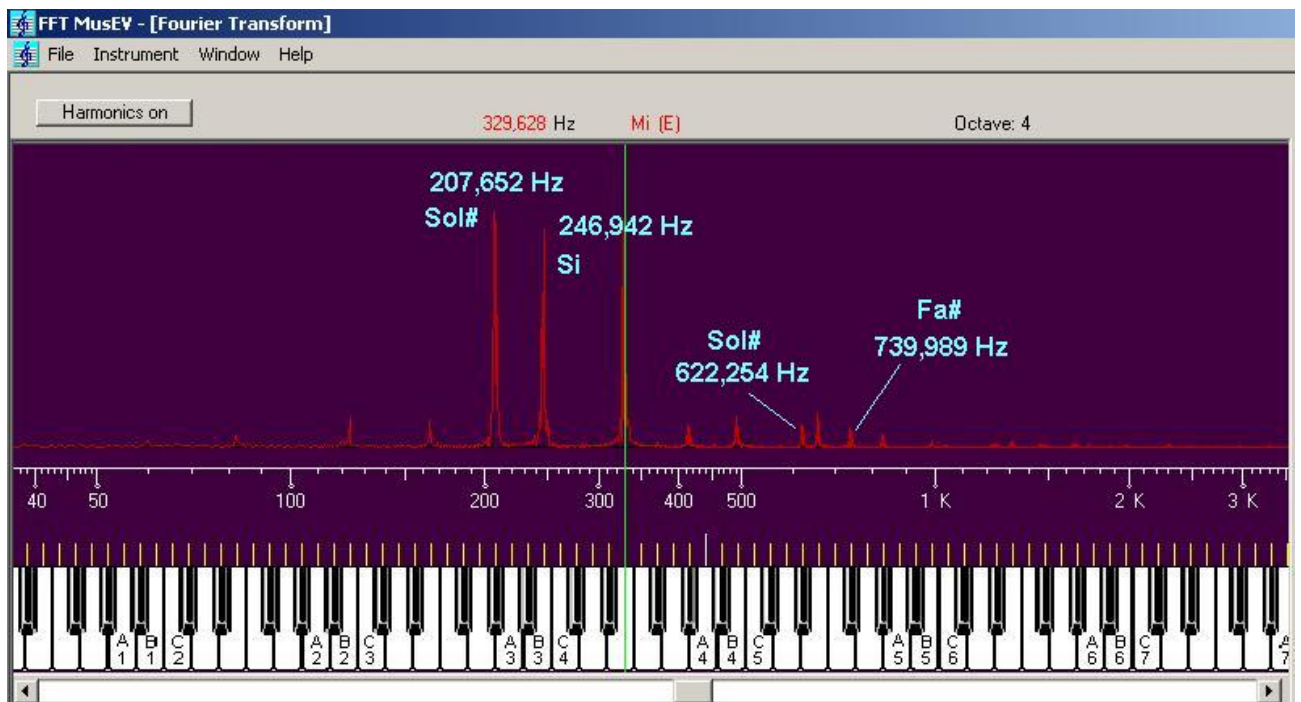 FFT MusEV - [Fourier Transform]
File Instrument Window Help
Harmonics on
329,628 Hz Mi (E) Octave: 4
207,652 Hz
Sol#
246,942 Hz
Si
Fa#
739,989 Hz
Sol#
622,254 Hz
40 50 100 200 300 400 500 1 K 2 K 3 K
A B C A B C A B C A B C A B C A B C A
1 1 2 2 2 3 3 3 4 4 4 5 5 5 6 6 6 7 7